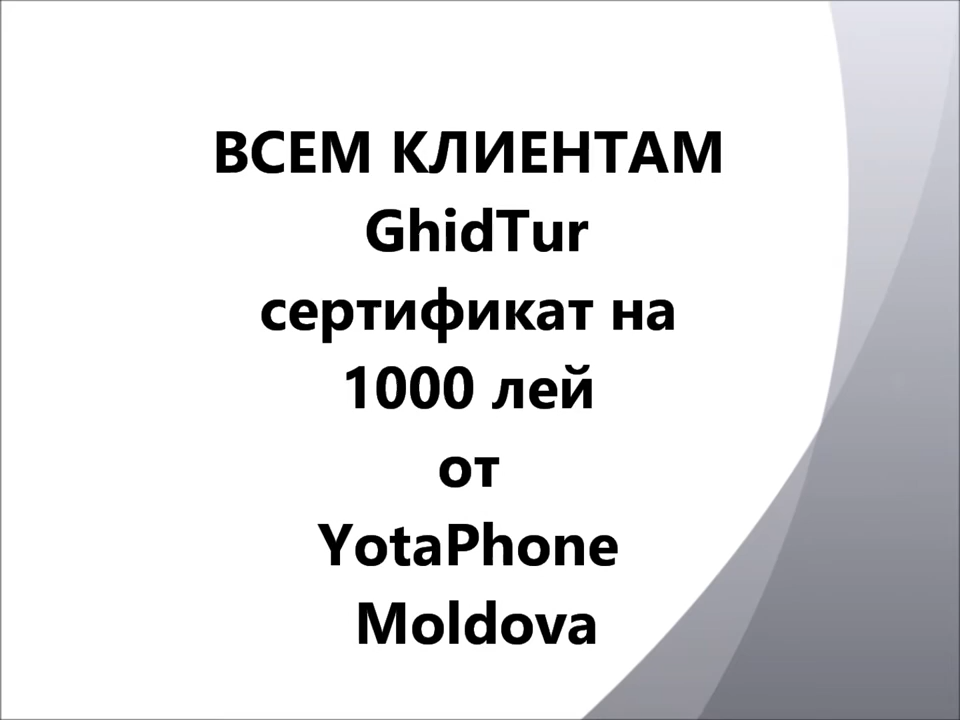 ВСЕМ КЛИЕНТАМ
GhidTur
сертификат на
1000 лей
от
YotaPhone
Moldova